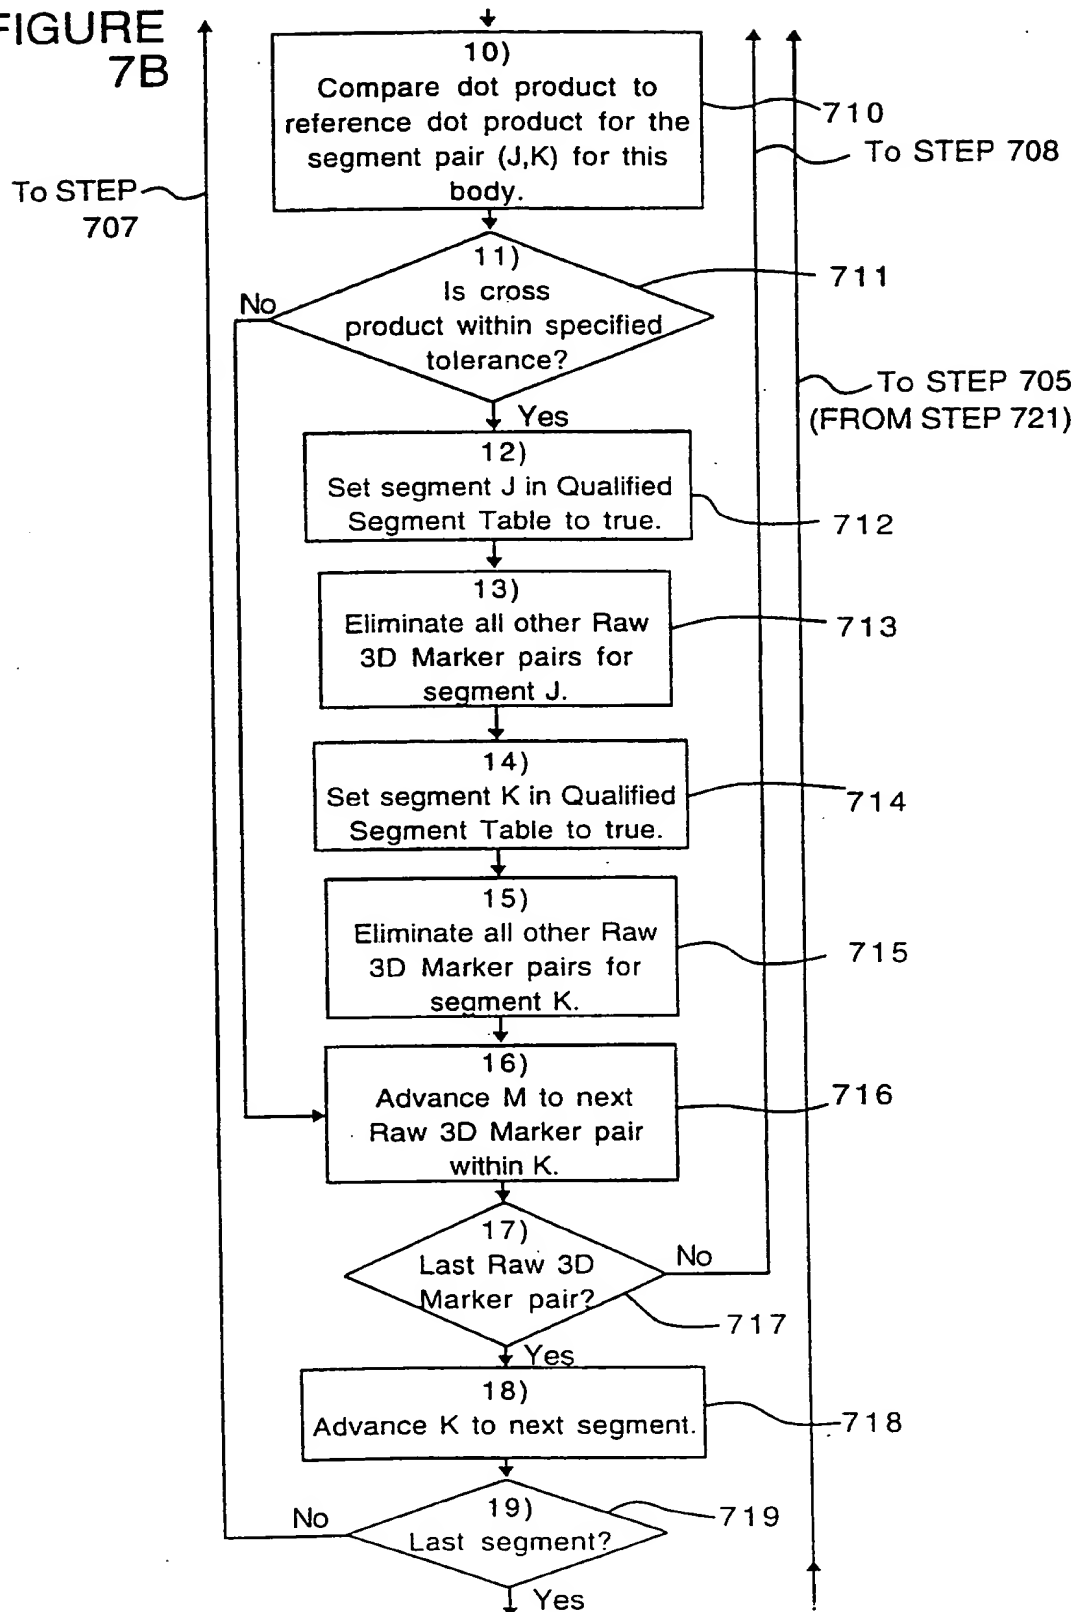 FIGURE
7B
10)
Compare dot product to
reference dot product for the
segment pair (J,K) for this
body.
710
To STEP 708
To STEP
707
11)
Is cross
product within specified
tolerance?
711
No
To STEP 705
(FROM STEP 721)
Yes
12)
Set segment J in Qualified
Segment Table to true.
712
13)
Eliminate all other Raw
3D Marker pairs for
segment J.
713
14)
Set segment K in Qualified
Segment Table to true.
714
15)
Eliminate all other Raw
3D Marker pairs for
segment K.
715
16)
Advance M to next
Raw 3D Marker pair
within K.
716
17)
Last Raw 3D
Marker pair?
No
717
Yes
18)
Advance K to next segment.
718
19)
Last segment?
No
719
Yes